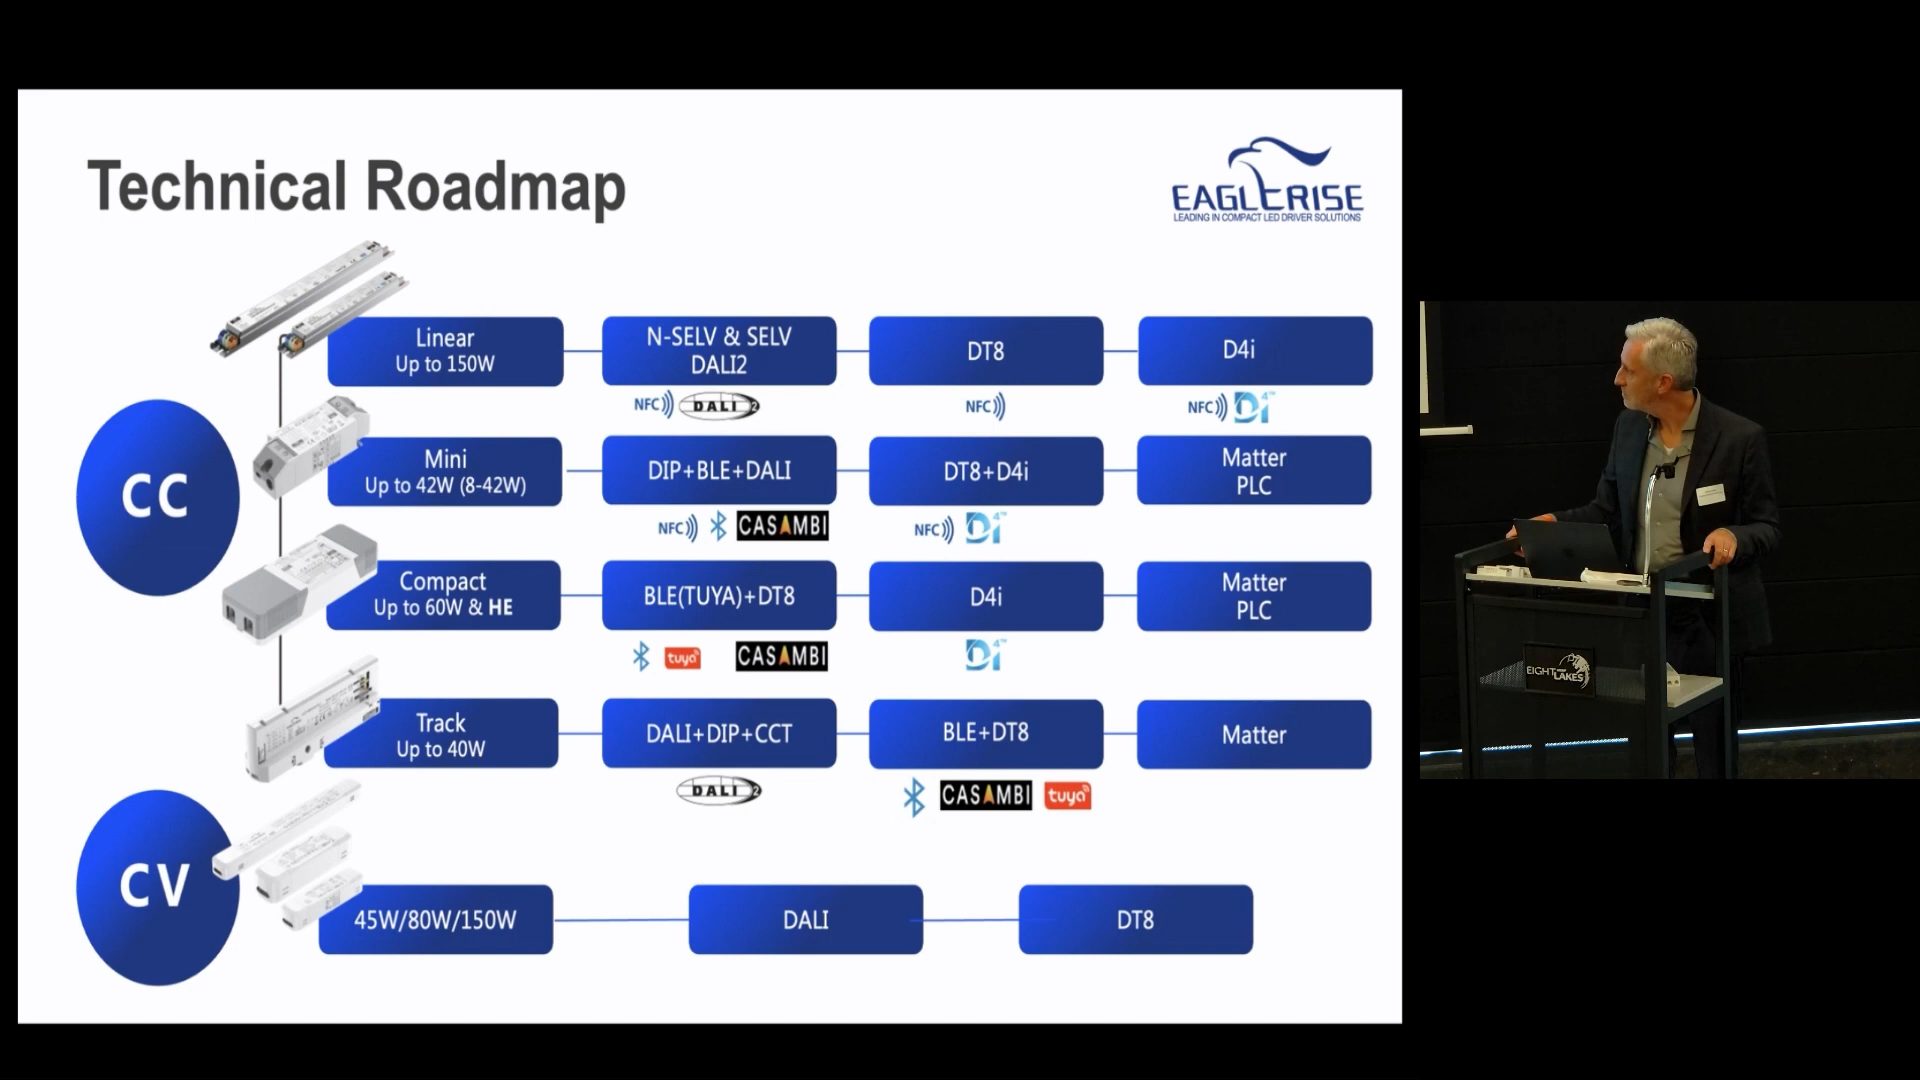 Technical Roadmap
EAGLERISE
LEADING IN COMPACT LED DRIVER SOLUTIONS
CC
Linear
Up to 150W
N-SELV & SELV
DALI2
DT8
D4i
NFC
DALI 2
NFC
NFC
D4i
Mini
Up to 42W (8-42W)
DIP+BLE+DALI
DT8+D4i
Matter
PLC
NFC
CASAMBI
NFC
D4i
Compact
Up to 60W & HE
BLE(TUYA)+DT8
D4i
Matter
PLC
tuya
CASAMBI
D4i
Track
Up to 40W
DALI+DIP+CCT
BLE+DT8
Matter
DALI 2
CASAMBI
tuya
CV
45W/80W/150W
DALI
DT8
EIGHT LAKES